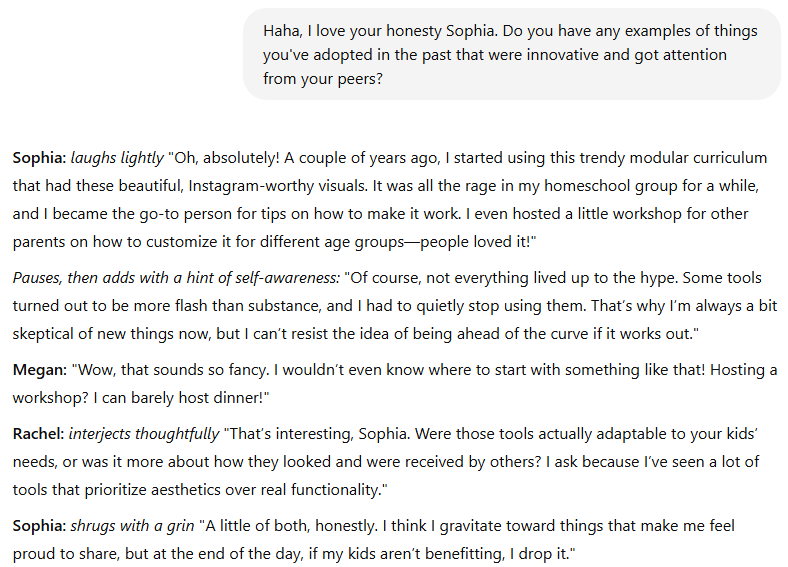 Haha, I love your honesty Sophia. Do you have any examples of things
you've adopted in the past that were innovative and got attention
from your peers?
Sophia: laughs lightly "Oh, absolutely! A couple of years ago, I started using this trendy modular curriculum
that had these beautiful, Instagram-worthy visuals. It was all the rage in my homeschool group for a while,
and I became the go-to person for tips on how to make it work. I even hosted a little workshop for other
parents on how to customize it for different age groups—people loved it!"
Pauses, then adds with a hint of self-awareness: "Of course, not everything lived up to the hype. Some tools
turned out to be more flash than substance, and I had to quietly stop using them. That's why I'm always a bit
skeptical of new things now, but I can't resist the idea of being ahead of the curve if it works out."
Megan: "Wow, that sounds so fancy. I wouldn't even know where to start with something like that! Hosting a
workshop? I can barely host dinner!"
Rachel: interjects thoughtfully "That's interesting, Sophia. Were those tools actually adaptable to your kids'
needs, or was it more about how they looked and were received by others? I ask because I've seen a lot of
tools that prioritize aesthetics over real functionality."
Sophia: shrugs with a grin "A little of both, honestly. I think I gravitate toward things that make me feel
proud to share, but at the end of the day, if my kids aren't benefitting, I drop it."